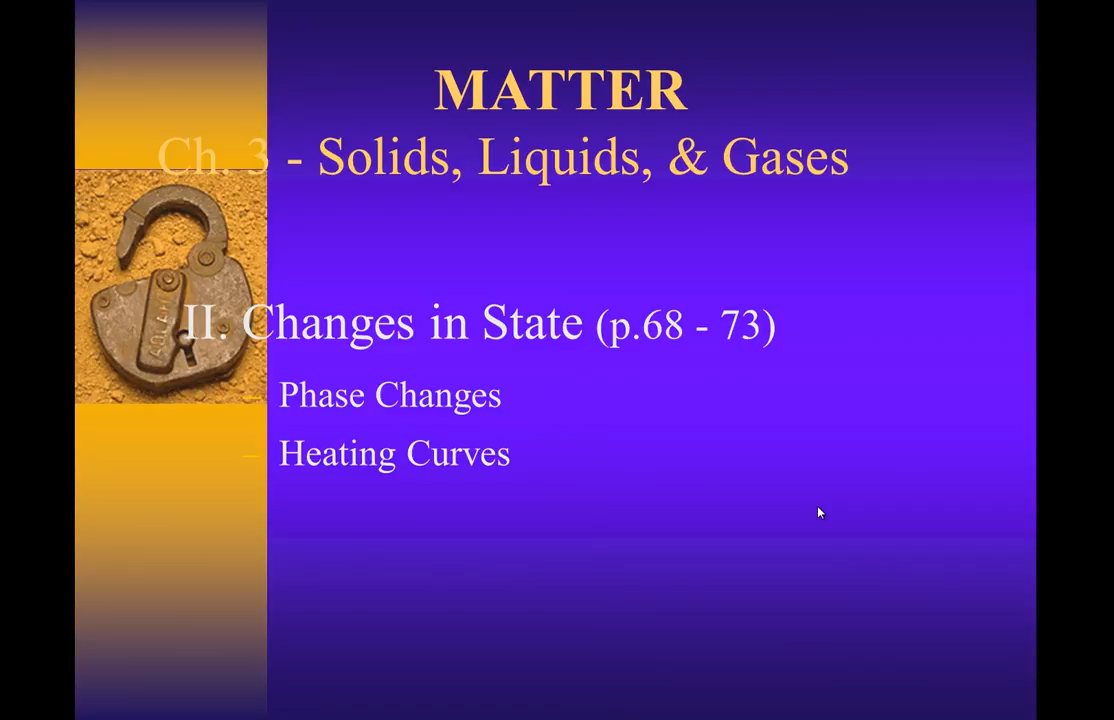 MATTER
Ch. 3 - Solids, Liquids, & Gases
II. Changes in State (p.68 - 73)
– Phase Changes
– Heating Curves